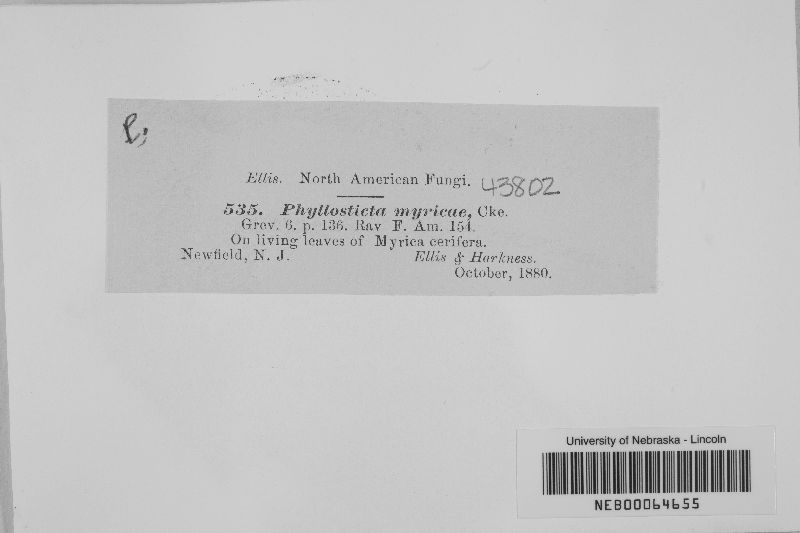 Ellis. North American Fungi. 43802
535. Phyllosticta myricae, Cke.
Grev. 6, p. 136. Rav F. Am. 154.
On living leaves of Myrica cerifera.
Newfield, N. J. Ellis & Harkness.
October, 1880.
University of Nebraska - Lincoln
NEB00064655